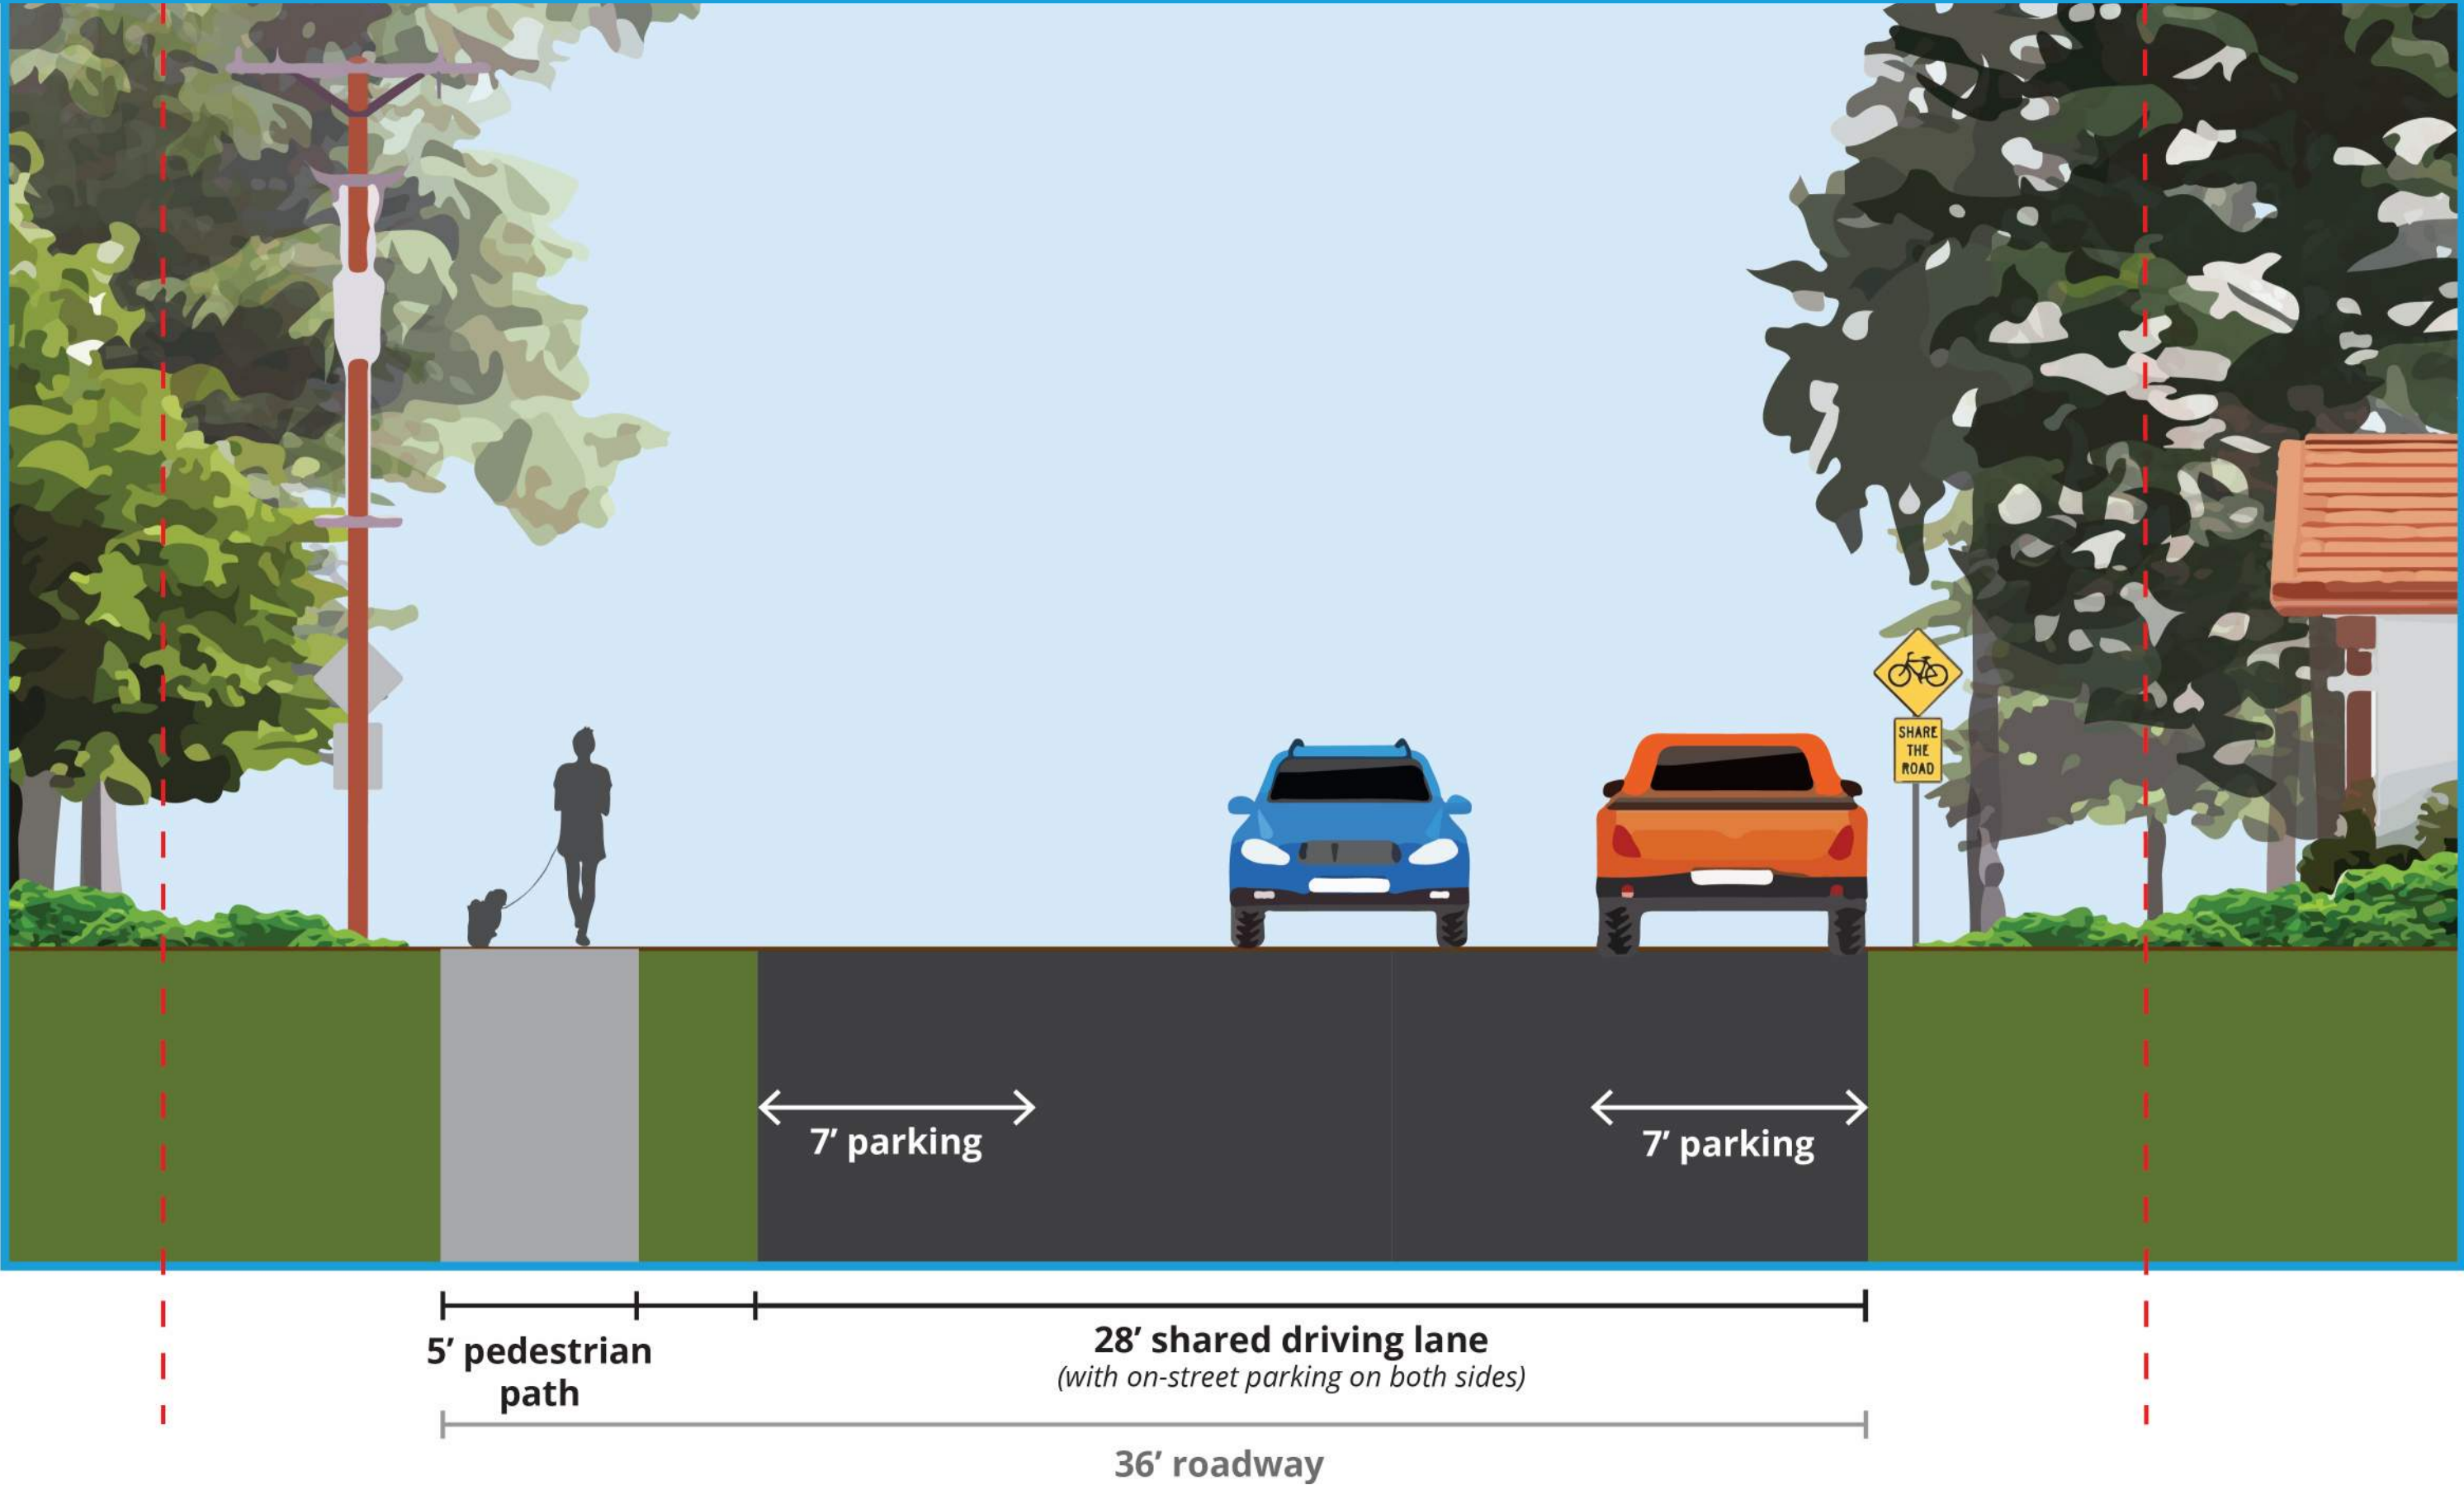 SHARE
THE
ROAD
7’ parking
7’ parking
5’ pedestrian
path
28’ shared driving lane
(with on-street parking on both sides)
36’ roadway